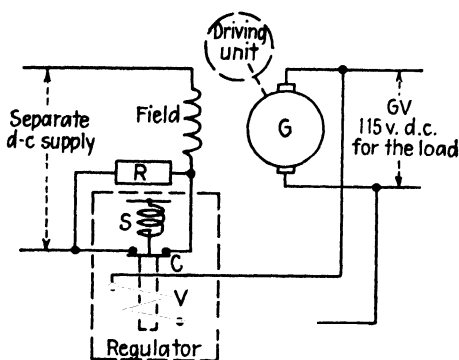 Driving
unit
Separate
d-c supply
Field
G
GV
115 v. d.c.
for the load
R
S
C
V
Regulator